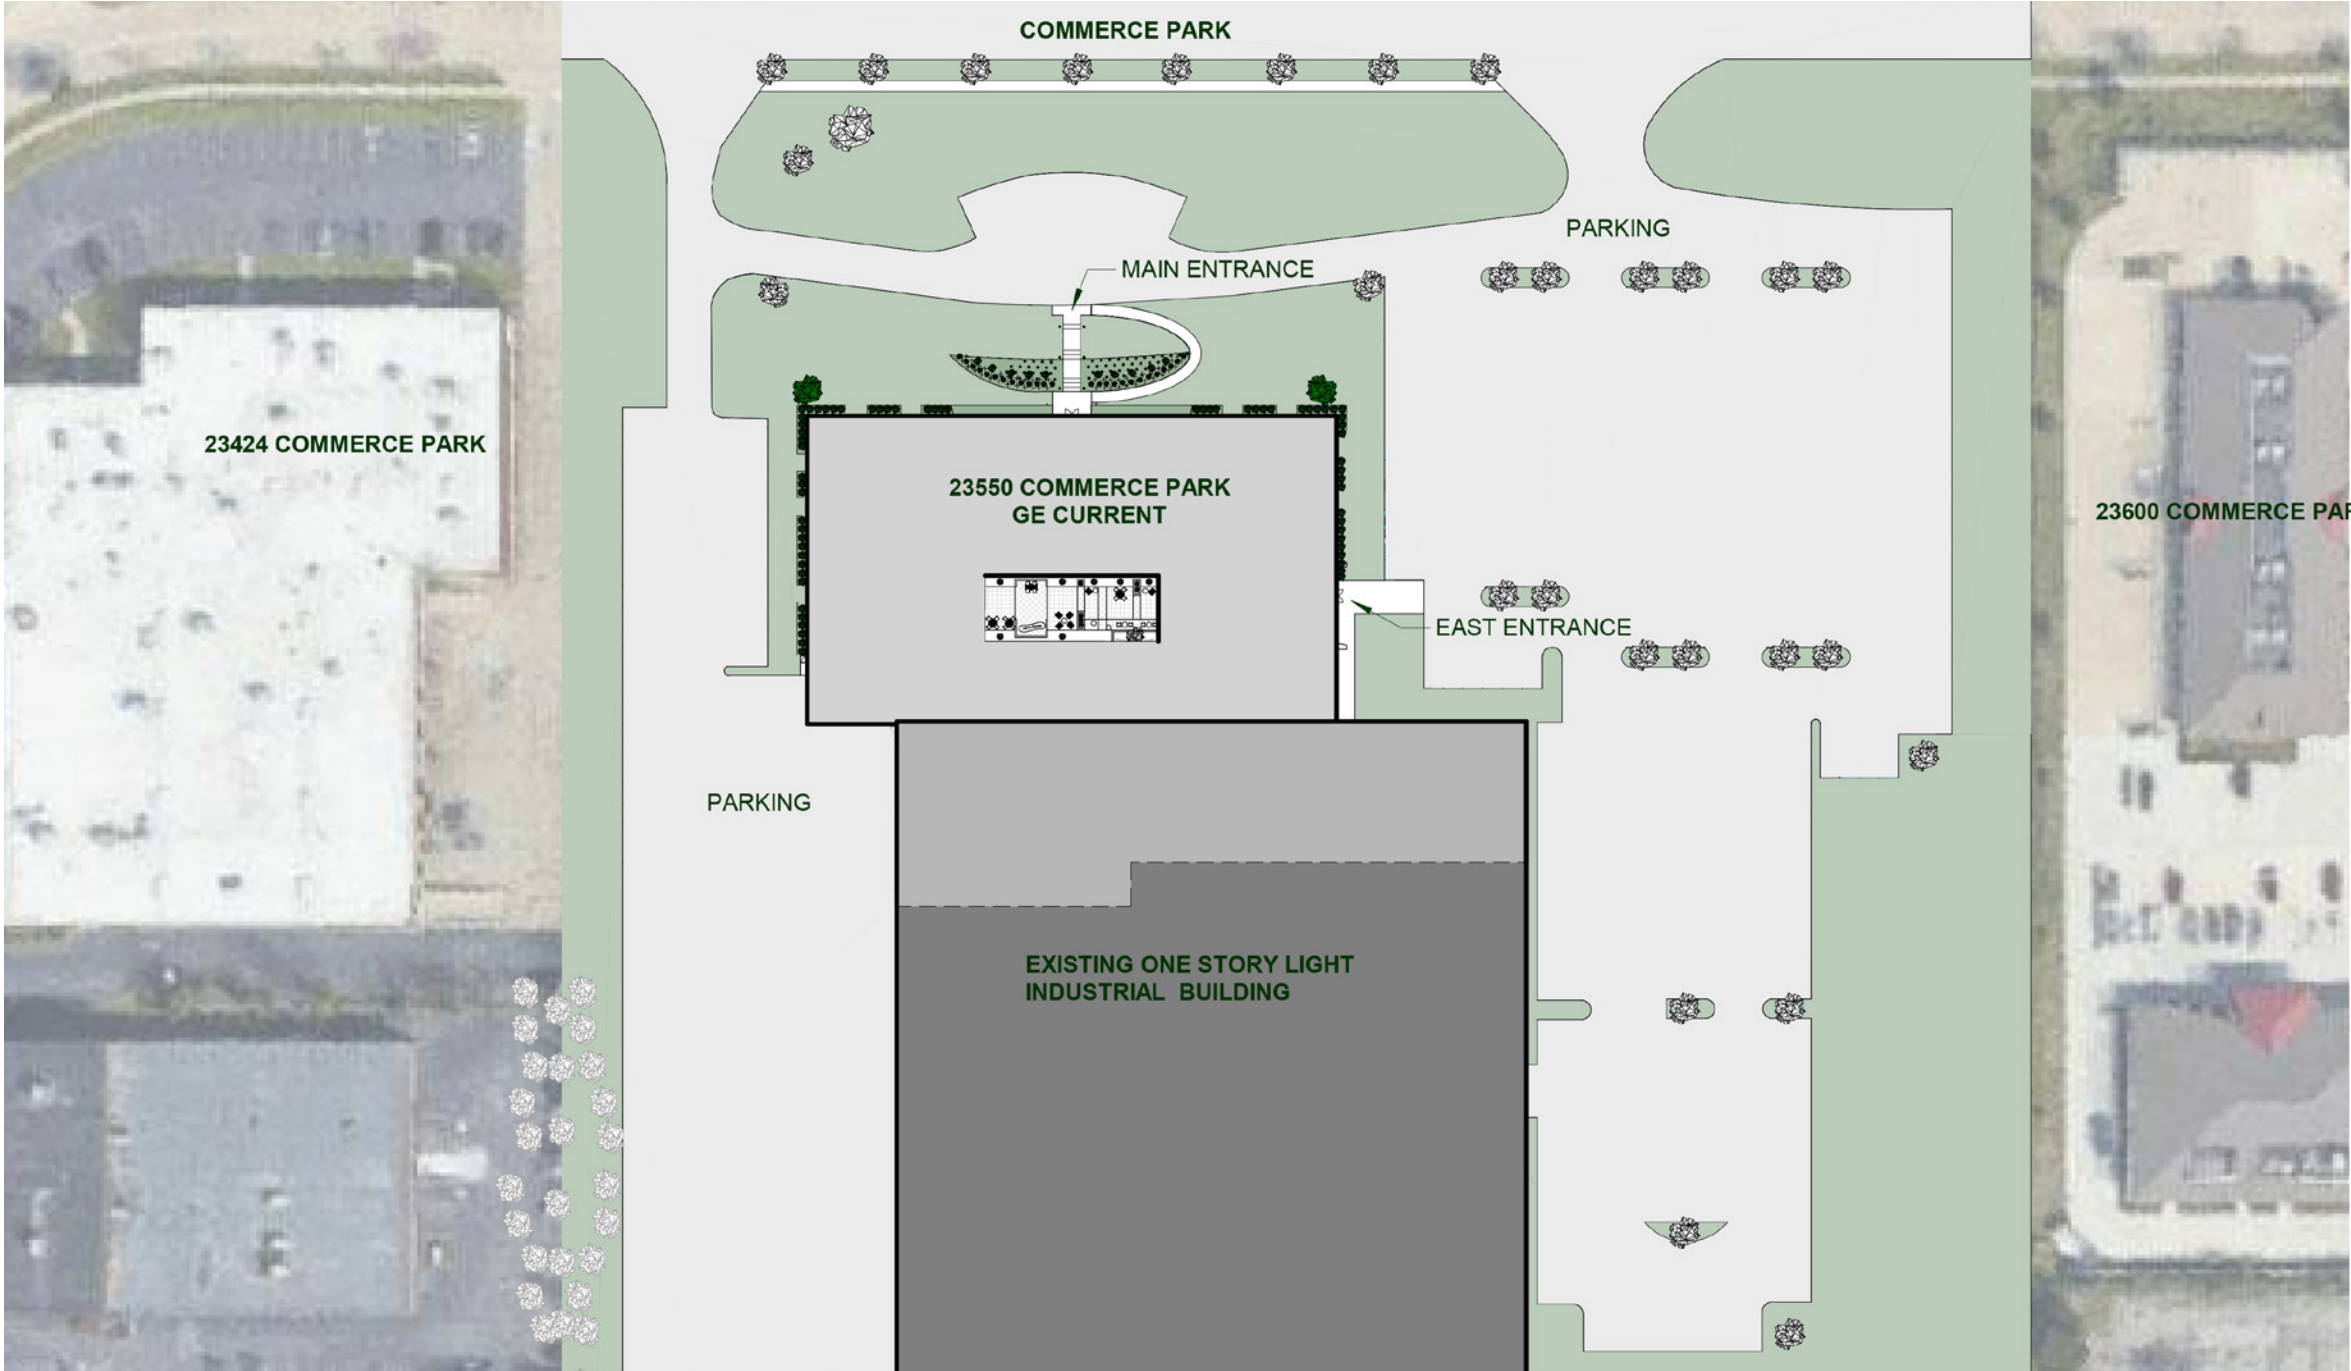 COMMERCE PARK
PARKING
MAIN ENTRANCE
23424 COMMERCE PARK
23550 COMMERCE PARK
GE CURRENT
23600 COMMERCE PAR
EAST ENTRANCE
PARKING
EXISTING ONE STORY LIGHT
INDUSTRIAL BUILDING